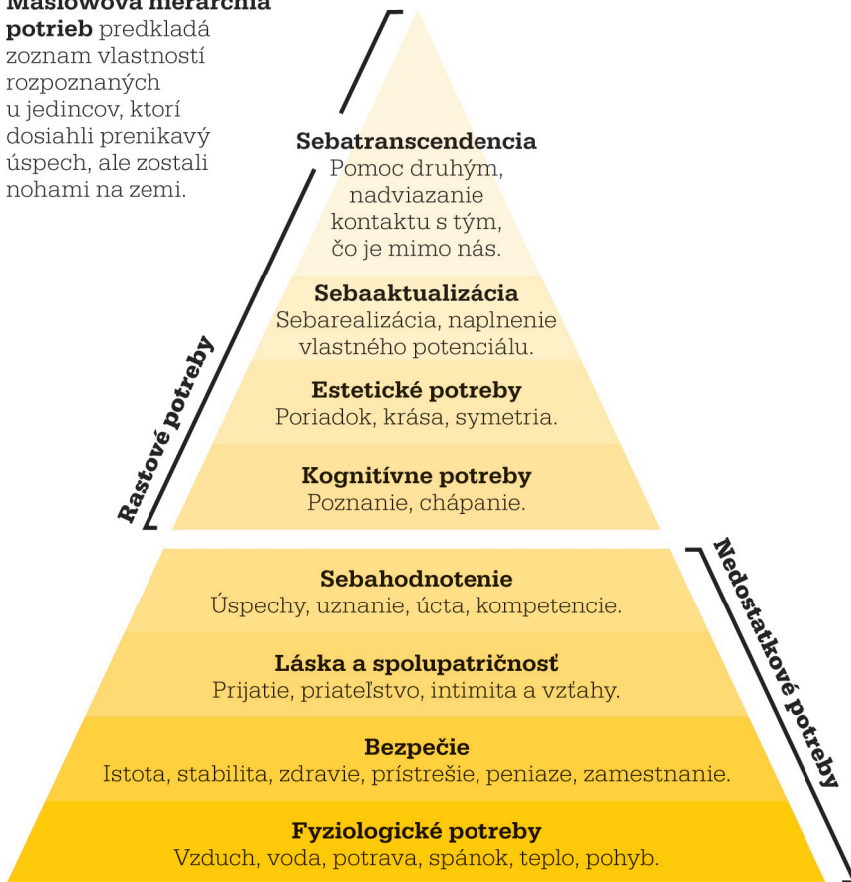 Maslowova hierarchia
potrieb predkladá
zoznam vlastností
rozpoznaných
u jedincov, ktorí
dosiahli prenikavý
úspech, ale zostali
nohami na zemi.
Sebatranscendencia
Pomoc druhým,
nadviazanie
kontaktu s tým,
čo je mimo nás.
Sebaaktualizácia
Sebarealizácia, naplnenie
vlastného potenciálu.
Estetické potreby
Poriadok, krása, symetria.
Kognitívne potreby
Poznanie, chápanie.
Rastové potreby
Sebahodnotenie
Úspechy, uznanie, úcta, kompetencie.
Láska a spolupatričnosť
Prijatie, priateľstvo, intimita a vzťahy.
Bezpečie
Istota, stabilita, zdravie, prístrešie, peniaze, zamestnanie.
Fyziologické potreby
Vzduch, voda, potrava, spánok, teplo, pohyb.
Nedostatkové potreby